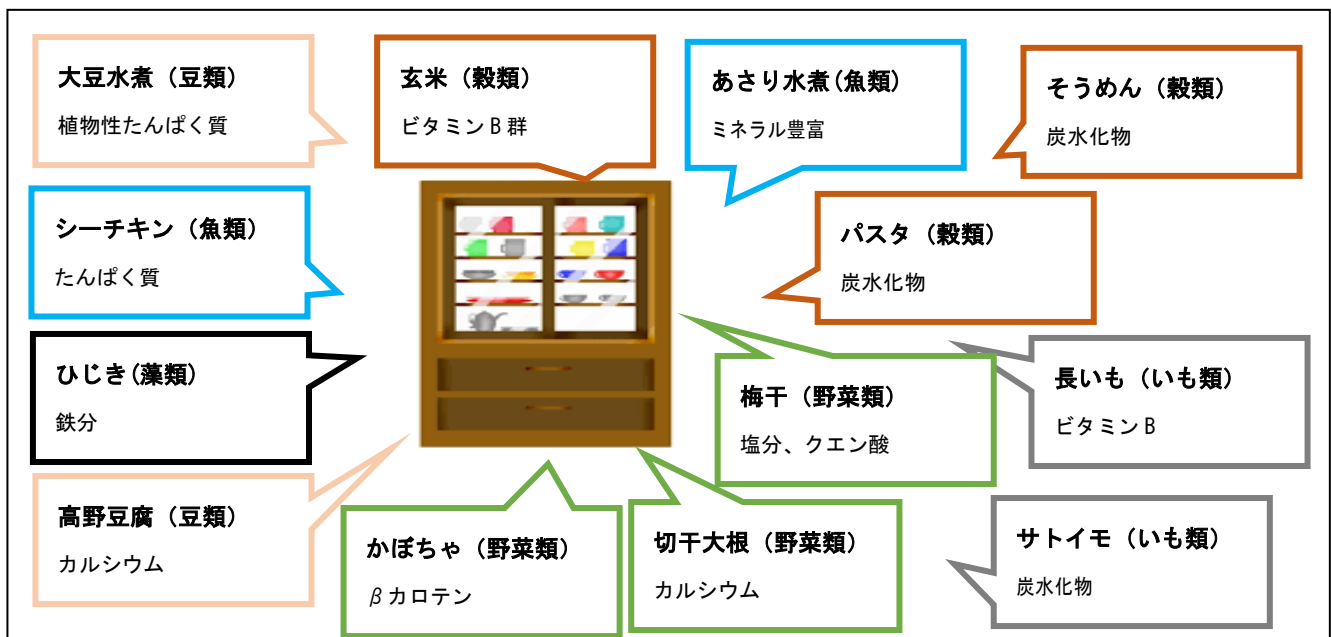 大豆水煮（豆類）
植物性たんぱく質
玄米（穀類）
ビタミンB群
あさり水煮(魚類)
ミネラル豊富
そうめん（穀類）
炭水化物
シーチキン（魚類）
たんぱく質
パスタ（穀類）
炭水化物
ひじき(藻類)
鉄分
梅干（野菜類）
塩分、クエン酸
長いも（いも類）
ビタミンB
高野豆腐（豆類）
カルシウム
かぼちゃ（野菜類）
βカロテン
切干大根（野菜類）
カルシウム
サトイモ（いも類）
炭水化物